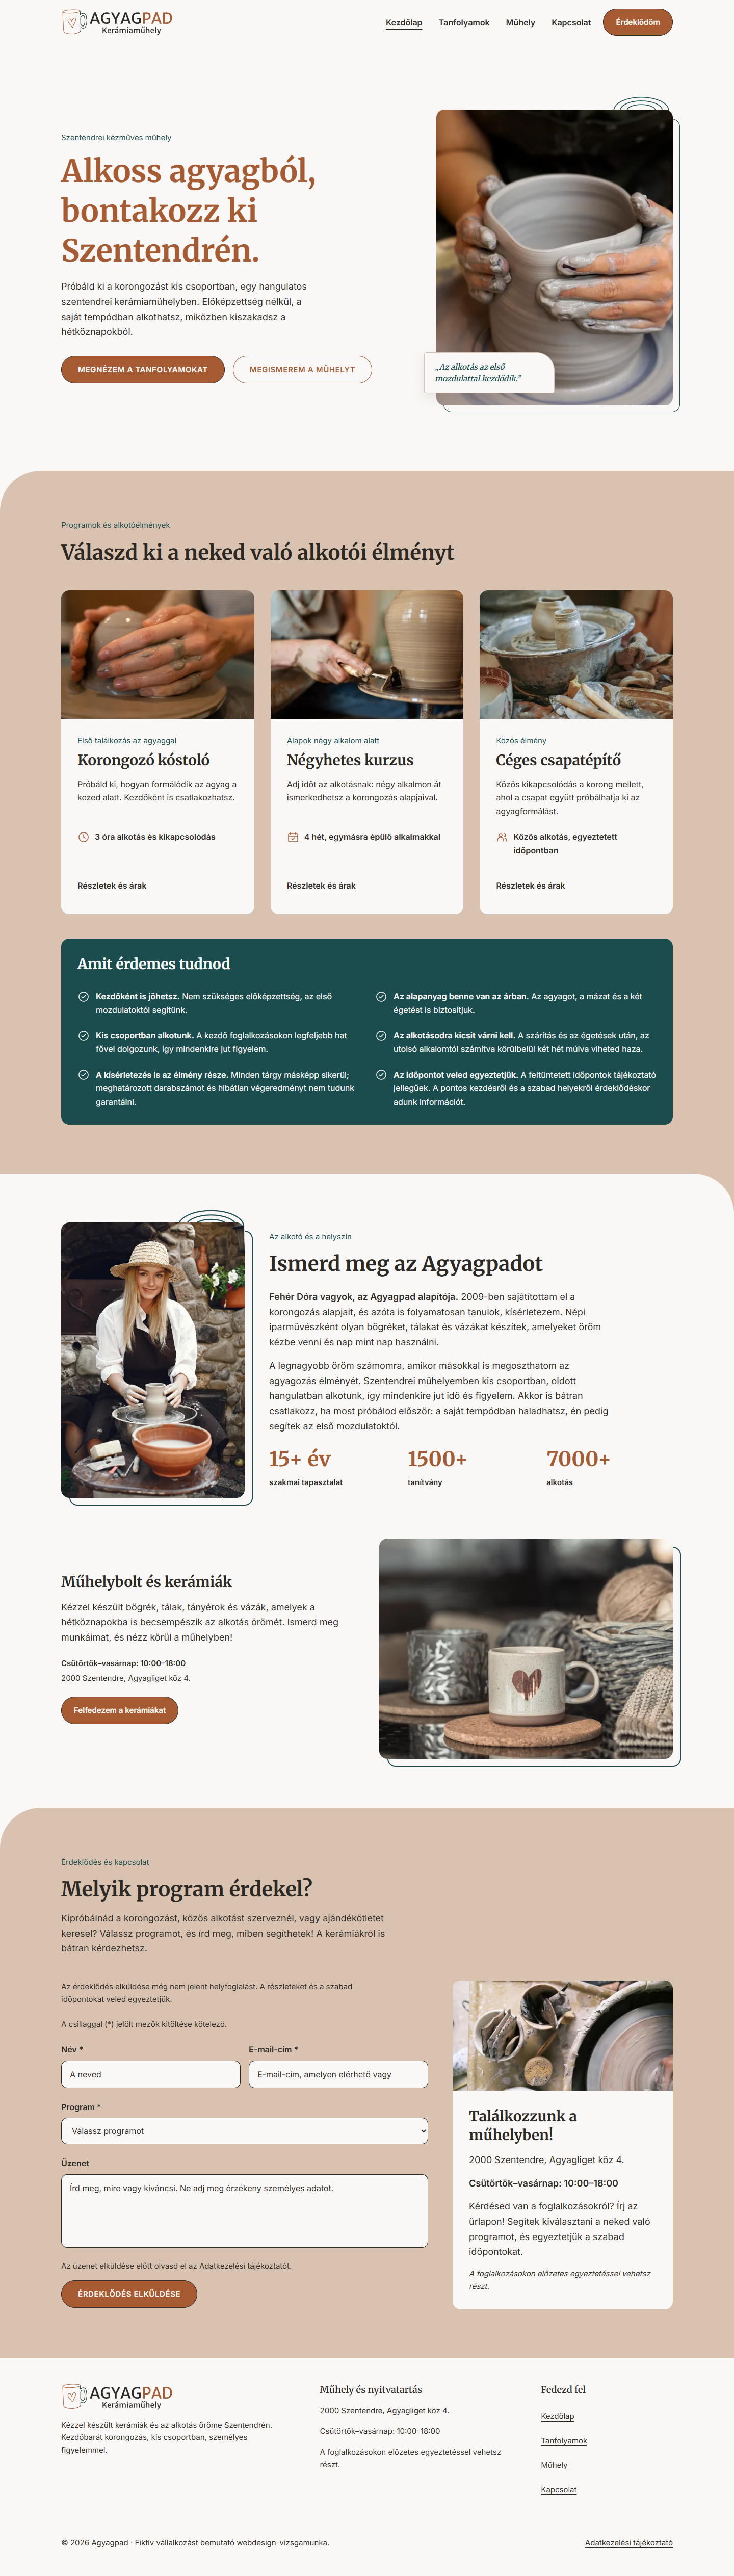 AGYAGPAD
Kerámiaműhely
Kezdőlap
Tanfolyamok
Műhely
Kapcsolat
Érdeklődöm
Szentendrei kézműves műhely
Alkoss agyagból,
bontakozz ki
Szentendrén.
Próbáld ki a korongozást kis csoportban, egy hangulatos
szentendrei kerámiaműhelyben. Előképzettség nélkül, a
saját tempódban alkothatsz, miközben kiszakadsz a
hétköznapokból.
MEGNÉZEM A TANFOLYAMOKAT
MEGISMEREM A MŰHELYT
„Az alkotás az első
mozdulattal kezdődik.”
Programok és alkotóélmények
Válaszd ki a neked való alkotói élményt
Első találkozás az agyaggal
Korongozó kóstoló
Próbáld ki, hogyan formálódik az agyag a
kezed alatt. Kezdőként is csatlakozhatsz.
3 óra alkotás és kikapcsolódás
Részletek és árak
Alapok négy alkalom alatt
Négyhetes kurzus
Adj időt az alkotásnak: négy alkalmon át
ismerkedhetsz a korongozás alapjaival.
4 hét, egymásra épülő alkalmakkal
Részletek és árak
Közös élmény
Céges csapatépítő
Közös kikapcsolódás a korong mellett,
ahol a csapat együtt próbálhatja ki az
agyagformálást.
Közös alkotás, egyeztetett
időpontban
Részletek és árak
Amit érdemes tudnod
Kezdőként is jöhetsz. Nem szükséges előképzettség, az első
mozdulatoktól segítünk.
Kis csoportban alkotunk. A kezdő foglalkozásokon legfeljebb hat
fővel dolgozunk, így mindenkire jut figyelem.
A kísérletezés is az élmény része. Minden tárgy másképp sikerül;
meghatározott darabszámot és hibátlan végeredményt nem tudunk
garantálni.
Az alapanyag benne van az árban. Az agyagot, a mázat és a két
égetést is biztosítjuk.
Az alkotásodra kicsit várni kell. A szárítás és az égetések után, az
utolsó alkalomtól számítva körülbelül két hét múlva viheted haza.
Az időpontot veled egyeztetjük. A feltüntetett időpontok tájékoztató
jellegűek. A pontos kezdésről és a szabad helyekről érdeklődéskor
adunk információt.
Az alkotó és a helyszín
Ismerd meg az Agyagpadot
Fehér Dóra vagyok, az Agyagpad alapítója. 2009-ben sajátítottam el a
korongozás alapjait, és azóta is folyamatosan tanulok, kísérletezem. Népi
iparművészként olyan bögréket, tálakat és vázákat készítek, amelyeket öröm
kézbe venni és nap mint nap használni.
A legnagyobb öröm számomra, amikor másokkal is megoszthatom az
agyagozás élményét. Szentendrei műhelyemben kis csoportban, oldott
hangulatban alkotunk, így mindenkire jut idő és figyelem. Akkor is bátran
csatlakozz, ha most próbálod először: a saját tempódban haladhatsz, én pedig
segítek az első mozdulatoktól.
15+ év
szakmai tapasztalat
1500+
tanítvány
7000+
alkotás
Műhelybolt és kerámiák
Kézzel készült bögrék, tálak, tányérok és vázák, amelyek a
hétköznapokba is becsempészik az alkotás örömét. Ismerd meg
munkáimat, és nézz körül a műhelyben!
Csütörtök–vasárnap: 10:00–18:00
2000 Szentendre, Agyagliget köz 4.
Felfedezem a kerámiákat
Érdeklődés és kapcsolat
Melyik program érdekel?
Kipróbálnád a korongozást, közös alkotást szerveznél, vagy ajándékötletet
keresel? Válassz programot, és írd meg, miben segíthetek! A kerámiákról is
bátran kérdezhetsz.
Az érdeklődés elküldése még nem jelent helyfoglalást. A részleteket és a szabad
időpontokat veled egyeztetjük.
A csillaggal (*) jelölt mezők kitöltése kötelező.
Név *
E-mail-cím *
A neved
E-mail-cím, amelyen elérhető vagy
Program *
Válassz programot
Üzenet
Írd meg, mire vagy kíváncsi. Ne adj meg érzékeny személyes adatot.
Az üzenet elküldése előtt olvasd el az Adatkezelési tájékoztatót.
ÉRDEKLŐDÉS ELKÜLDÉSE
Találkozzunk a
műhelyben!
2000 Szentendre, Agyagliget köz 4.
Csütörtök–vasárnap: 10:00–18:00
Kérdésed van a foglalkozásokról? Írj az
űrlapon! Segítek kiválasztani a neked való
programot, és egyeztetjük a szabad
időpontokat.
A foglalkozásokon előzetes egyeztetéssel vehetsz
részt.
AGYAGPAD
Kerámiaműhely
Kézzel készült kerámiák és az alkotás öröme Szentendrén.
Kezdőbarát korongozás, kis csoportban, személyes
figyelemmel.
Műhely és nyitvatartás
2000 Szentendre, Agyagliget köz 4.
Csütörtök–vasárnap: 10:00–18:00
A foglalkozásokon előzetes egyeztetéssel vehetsz
részt.
Fedezd fel
Kezdőlap
Tanfolyamok
Műhely
Kapcsolat
© 2026 Agyagpad · Fiktív vállalkozást bemutató webdesign-vizsgamunka.
Adatkezelési tájékoztató